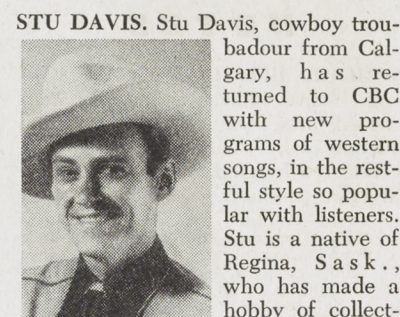 STU DAVIS. Stu Davis, cowboy trou-
badour from Cal-
gary, has re-
turned to CBC
with new pro-
grams of western
songs, in the rest-
ful style so popu-
lar with listeners.
Stu is a native of
Regina, Sask.,
who has made a
hobby of collect-